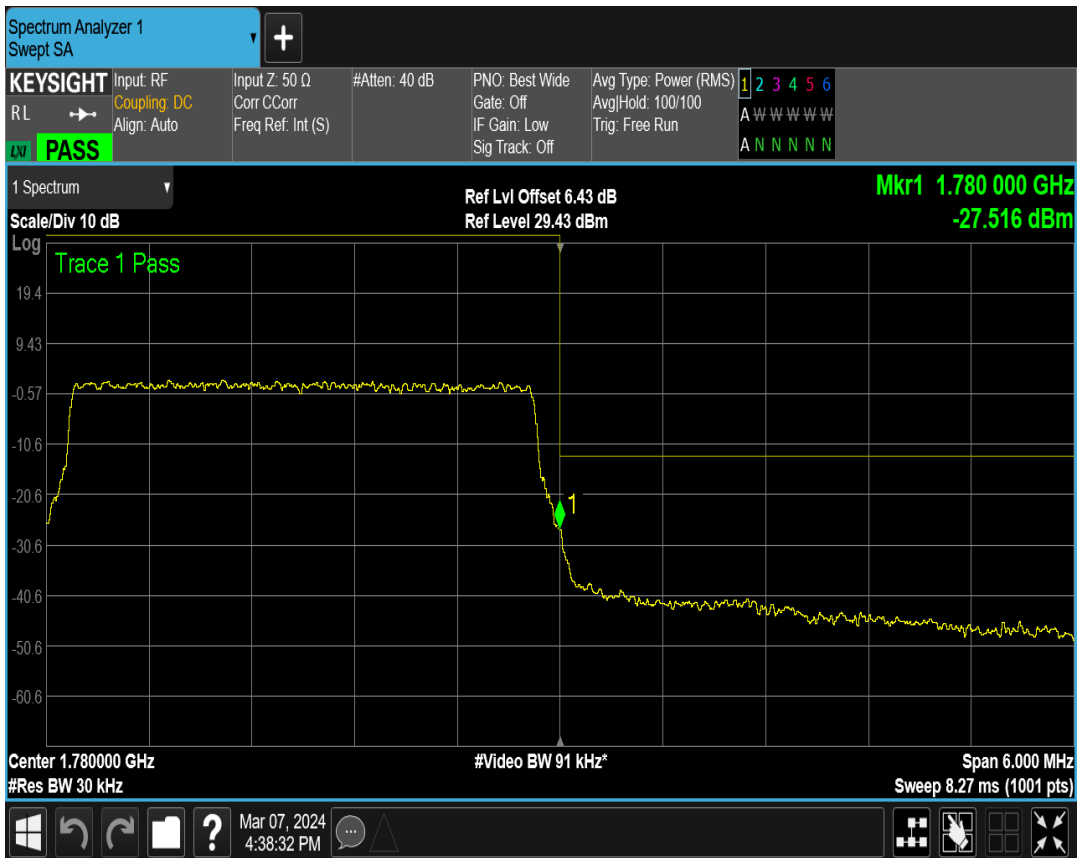 Spectrum Analyzer 1
Swept SA
+
KEYSIGHT
RL
LXI PASS
Input: RF
Coupling: DC
Align: Auto
Input Z: 50 Ω
Corr CCorr
Freq Ref: Int (S)
#Atten: 40 dB
PNO: Best Wide
Gate: Off
IF Gain: Low
Sig Track: Off
Avg Type: Power (RMS)
Avg|Hold: 100/100
Trig: Free Run
1 2 3 4 5 6
A W W W W W
A N N N N N
1 Spectrum
Scale/Div 10 dB
Ref Lvl Offset 6.43 dB
Ref Level 29.43 dBm
Mkr1 1.780 000 GHz
-27.516 dBm
Log
Trace 1 Pass
19.4
9.43
-0.57
-10.6
-20.6
-30.6
-40.6
-50.6
-60.6
1
Center 1.780000 GHz
#Res BW 30 kHz
#Video BW 91 kHz*
Span 6.000 MHz
Sweep 8.27 ms (1001 pts)
?
Mar 07, 2024
4:38:32 PM